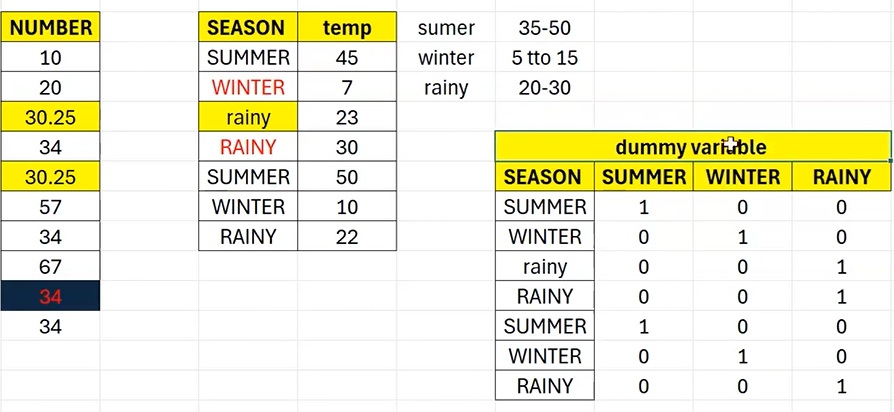 NUMBER SEASON temp sumer 35-50
10 SUMMER 45 winter 5 tto 15
20 WINTER 7 rainy 20-30
30.25 rainy 23
34 RAINY 30 dummy variable
30.25 SUMMER 50 SEASON SUMMER WINTER RAINY
57 WINTER 10 SUMMER 1 0 0
34 RAINY 22 WINTER 0 1 0
67 rainy 0 0 1
34 RAINY 0 0 1
34 SUMMER 1 0 0
WINTER 0 1 0
RAINY 0 0 1